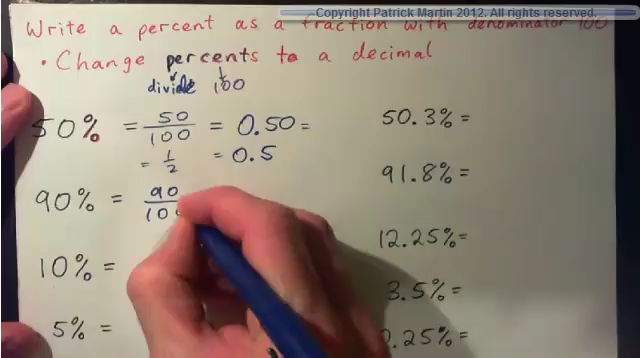 Copyright Patrick Martin 2012. All rights reserved.
Write a percent as a fraction with denominator 100
• Change percents to a decimal
divide 100
50% = 50/100 = 0.50 =
= 1/2 = 0.5
90% = 90/100
10% =
5% =
50.3% =
91.8% =
12.25% =
3.5% =
.25% =